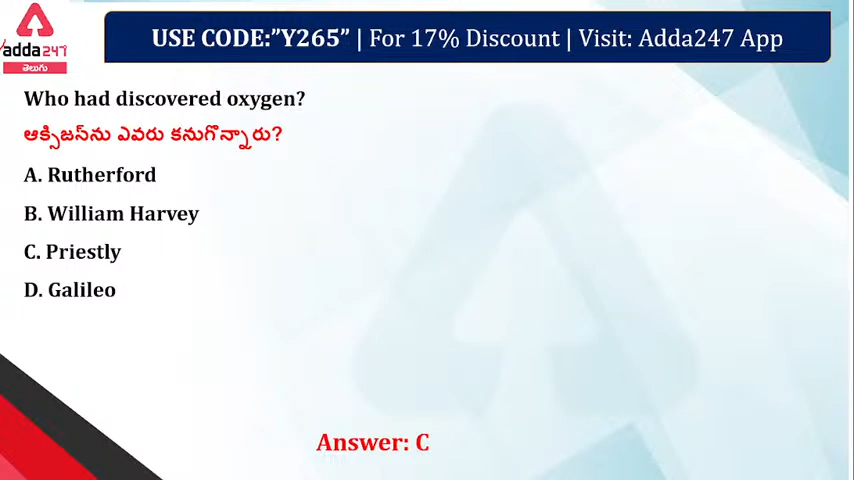 adda247
తెలుగు
USE CODE:”Y265” | For 17% Discount | Visit: Adda247 App
Who had discovered oxygen?
ఆక్సిజన్‌ను ఎవరు కనుగొన్నారు?
A. Rutherford
B. William Harvey
C. Priestly
D. Galileo
Answer: C